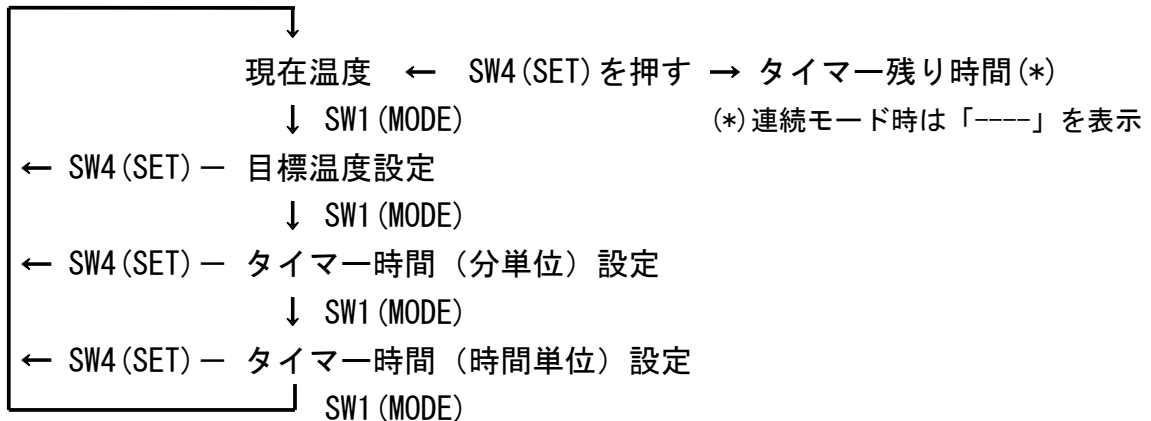 現在温度 ← SW4(SET)を押す → タイマー残り時間(*)
↓ SW1(MODE) (*)連続モード時は「----」を表示
← SW4(SET)― 目標温度設定
↓ SW1(MODE)
← SW4(SET)― タイマー時間（分単位）設定
↓ SW1(MODE)
← SW4(SET)― タイマー時間（時間単位）設定
SW1(MODE)